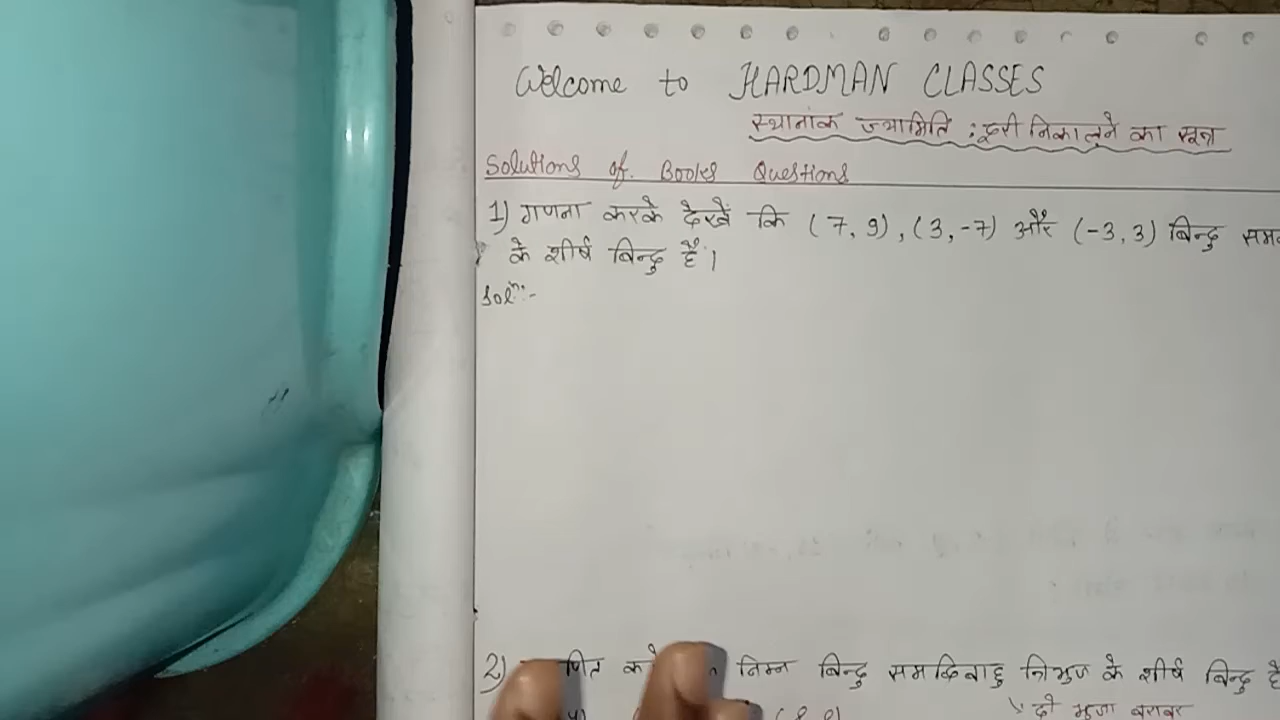 Welcome to HARDMAN CLASSES
स्थानांक ज्यामिति : दूरी निकालने का सूत्र
Solutions of Books Questions
1) गणना करके देखें कि (7, 9), (3, -7) और (-3, 3) बिन्दु
के शीर्ष बिन्दु हैं।
Solⁿ:-
2) निम्न बिन्दु समद्विबाहु त्रिभुज के शीर्ष बिन्दु
दो भुजा बराबर